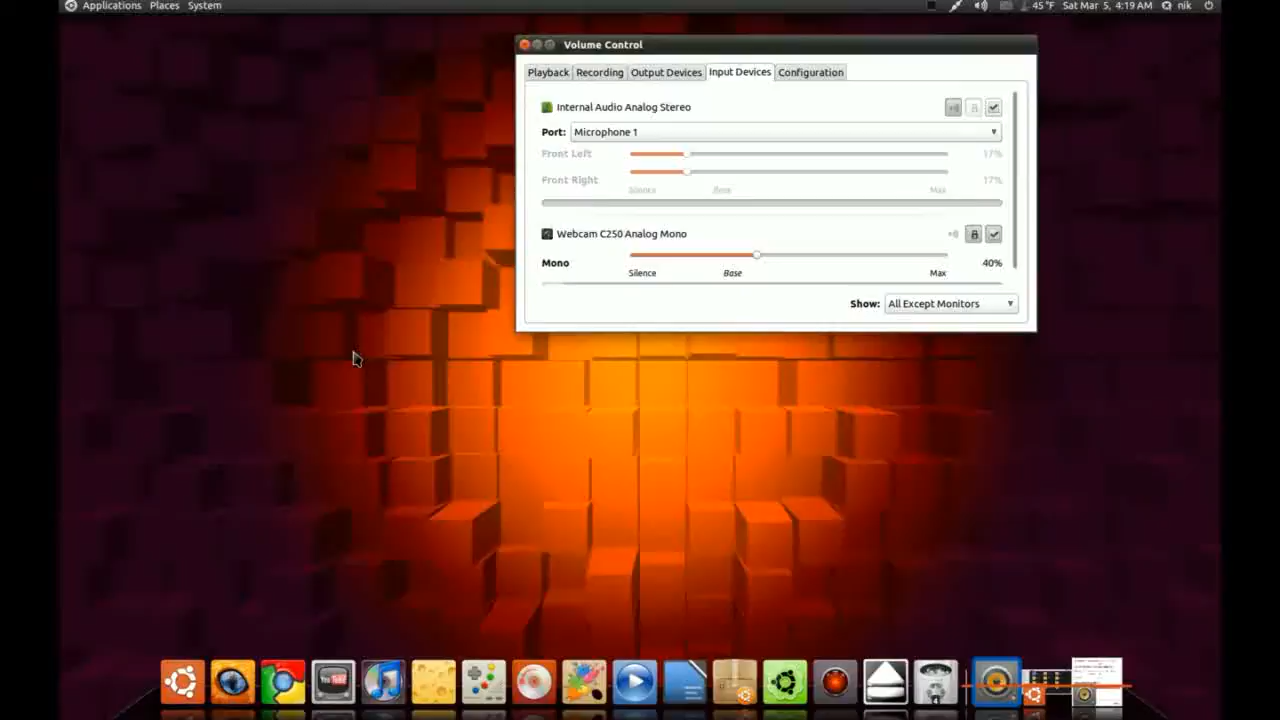 Applications Places System
45 °F Sat Mar 5, 4:19 AM nik
Volume Control
Playback Recording Output Devices Input Devices Configuration
Internal Audio Analog Stereo
Port: Microphone 1
Front Left 17%
Front Right 17%
Silence Base Max
Webcam C250 Analog Mono
Mono 40%
Silence Base Max
Show: All Except Monitors
You Tube